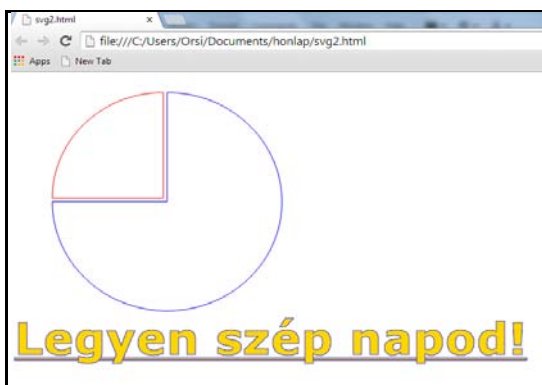 svg2.html
file:///C:/Users/Orsi/Documents/honlap/svg2.html
Apps New Tab
Legyen szép napod!